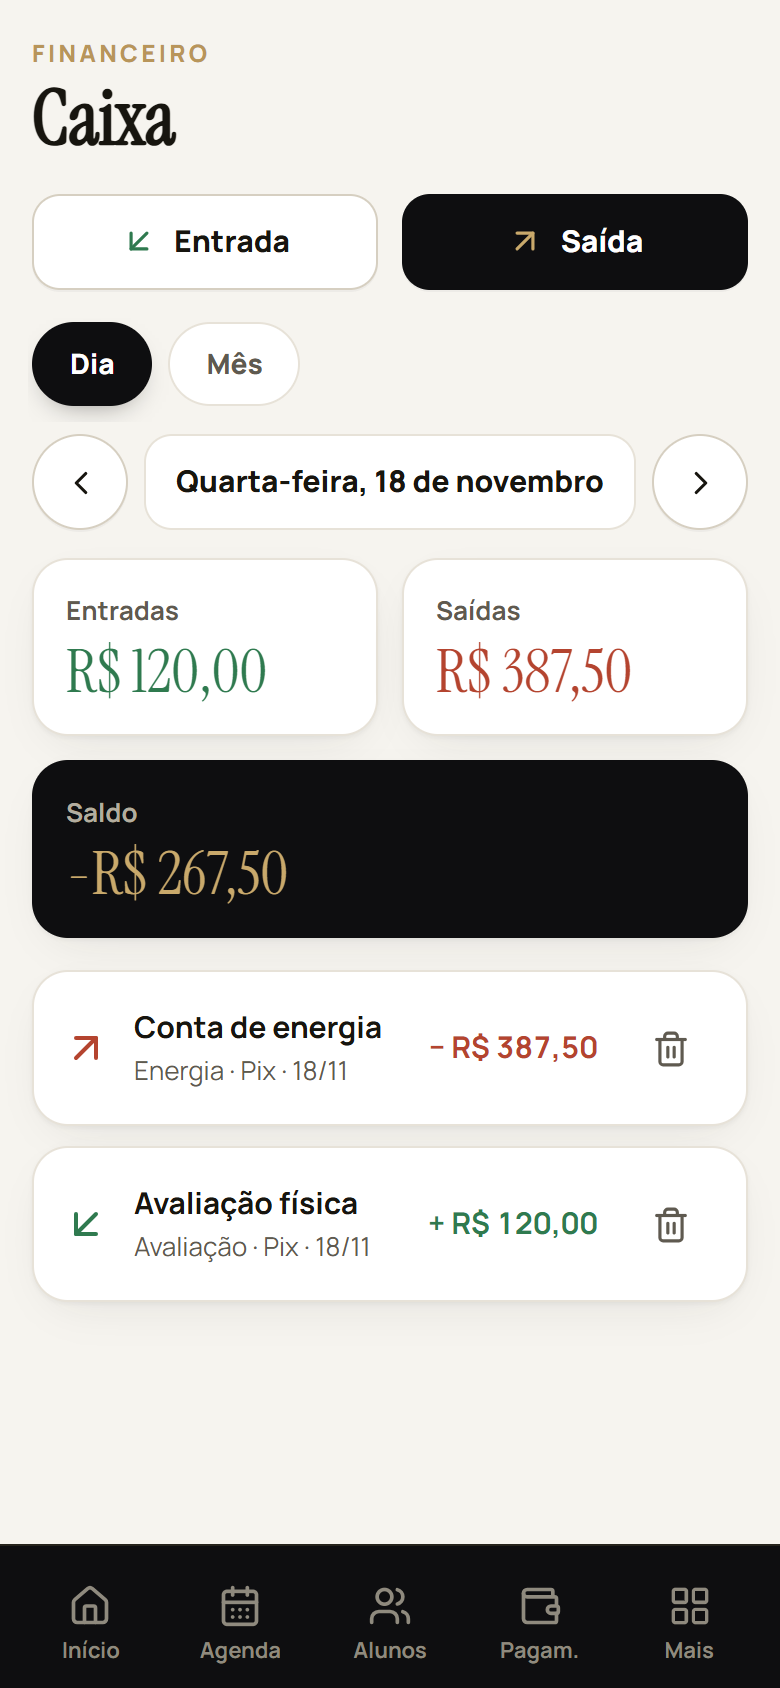 FINANCEIRO
Caixa
Entrada
Saída
Dia
Mês
Quarta-feira, 18 de novembro
Entradas
R$ 120,00
Saídas
R$ 387,50
Saldo
-R$ 267,50
Conta de energia
Energia · Pix · 18/11
− R$ 387,50
Avaliação física
Avaliação · Pix · 18/11
+ R$ 120,00
Início
Agenda
Alunos
Pagam.
Mais